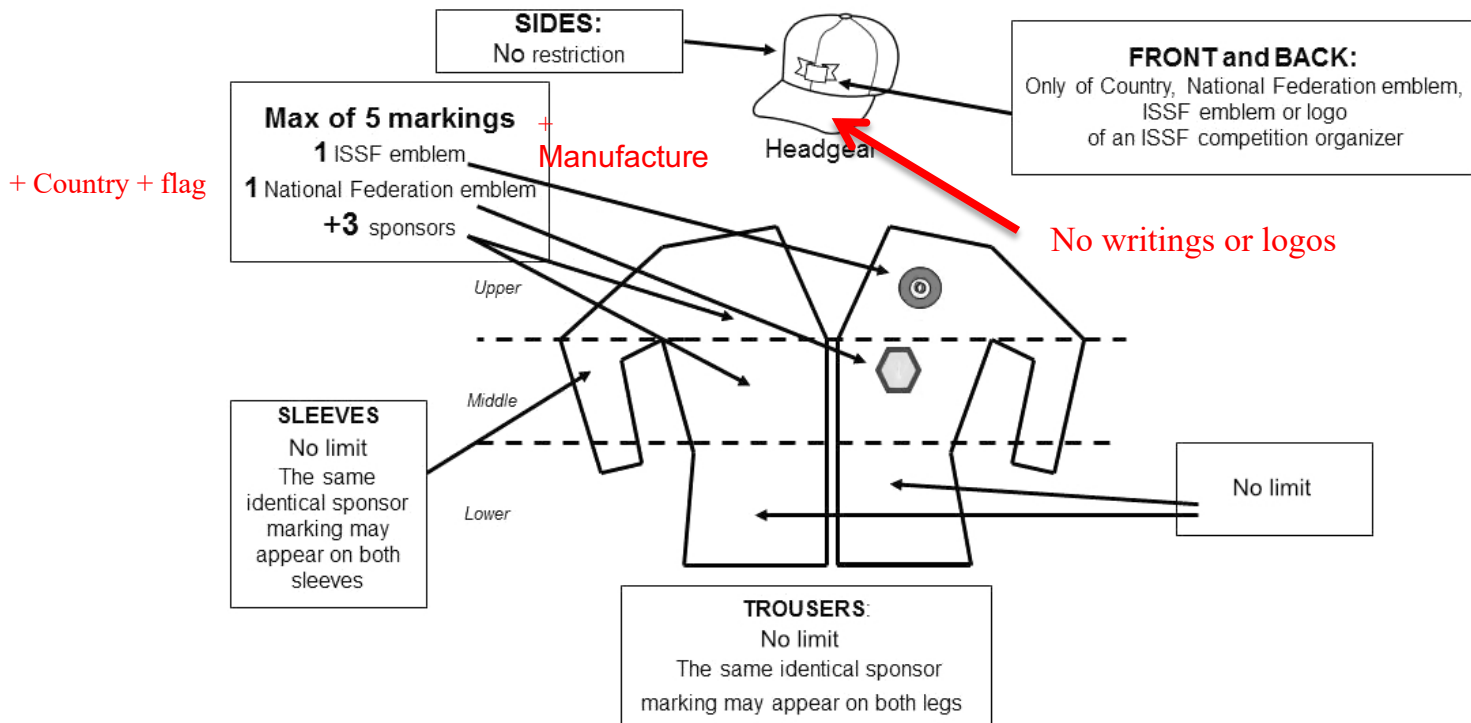 SIDES:
No restriction
FRONT and BACK:
Only of Country, National Federation emblem,
ISSF emblem or logo
of an ISSF competition organizer
Headgear
Max of 5 markings
1 ISSF emblem
1 National Federation emblem
+3 sponsors
+
Manufacture
+ Country + flag
No writings or logos
Upper
Middle
Lower
SLEEVES
No limit
The same
identical sponsor
marking may
appear on both
sleeves
No limit
TROUSERS:
No limit
The same identical sponsor
marking may appear on both legs